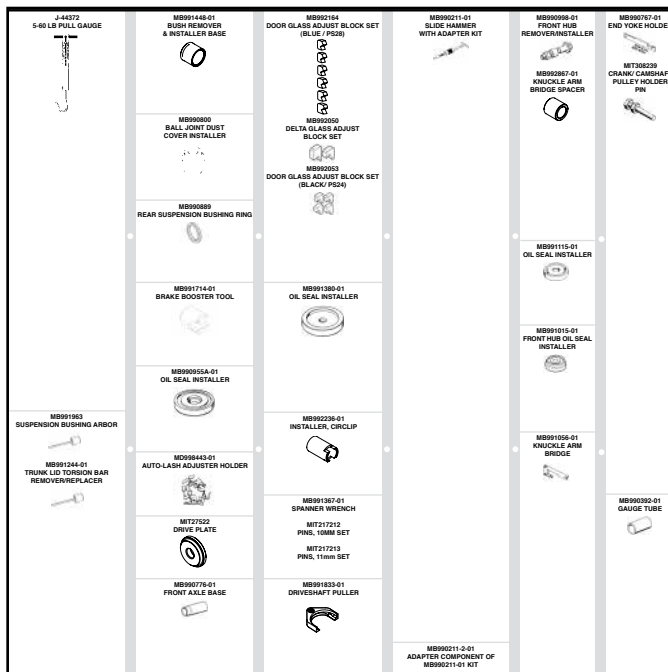 J-44372
5-60 LB PULL GAUGE
MB991963
SUSPENSION BUSHING ARBOR
MB991244-01
TRUNK LID TORSION BAR
REMOVER/REPLACER
MB991448-01
BUSH REMOVER
& INSTALLER BASE
MB990800
BALL JOINT DUST
COVER INSTALLER
MB990889
REAR SUSPENSION BUSHING RING
MB991714-01
BRAKE BOOSTER TOOL
MB990955A-01
OIL SEAL INSTALLER
MD998443-01
AUTO-LASH ADJUSTER HOLDER
MIT27522
DRIVE PLATE
MB990776-01
FRONT AXLE BASE
MB992164
DOOR GLASS ADJUST BLOCK SET
(BLUE / PS28)
MB992050
DELTA GLASS ADJUST
BLOCK SET
MB992053
DOOR GLASS ADJUST BLOCK SET
(BLACK/ PS24)
MB991380-01
OIL SEAL INSTALLER
MB992236-01
INSTALLER, CIRCLIP
MB991367-01
SPANNER WRENCH
MIT217212
PINS, 10MM SET
MIT217213
PINS, 11mm SET
MB991833-01
DRIVESHAFT PULLER
MB990211-01
SLIDE HAMMER
WITH ADAPTER KIT
MB990211-2-01
ADAPTER COMPONENT OF
MB990211-01 KIT
MB990998-01
FRONT HUB
REMOVER/INSTALLER
MB992867-01
KNUCKLE ARM
BRIDGE SPACER
MB991115-01
OIL SEAL INSTALLER
MB991015-01
FRONT HUB OIL SEAL
INSTALLER
MB991056-01
KNUCKLE ARM
BRIDGE
MB990767-01
END YOKE HOLDE
MIT308239
CRANK/ CAMSHAF
PULLEY HOLDER
PIN
MB990392-01
GAUGE TUBE